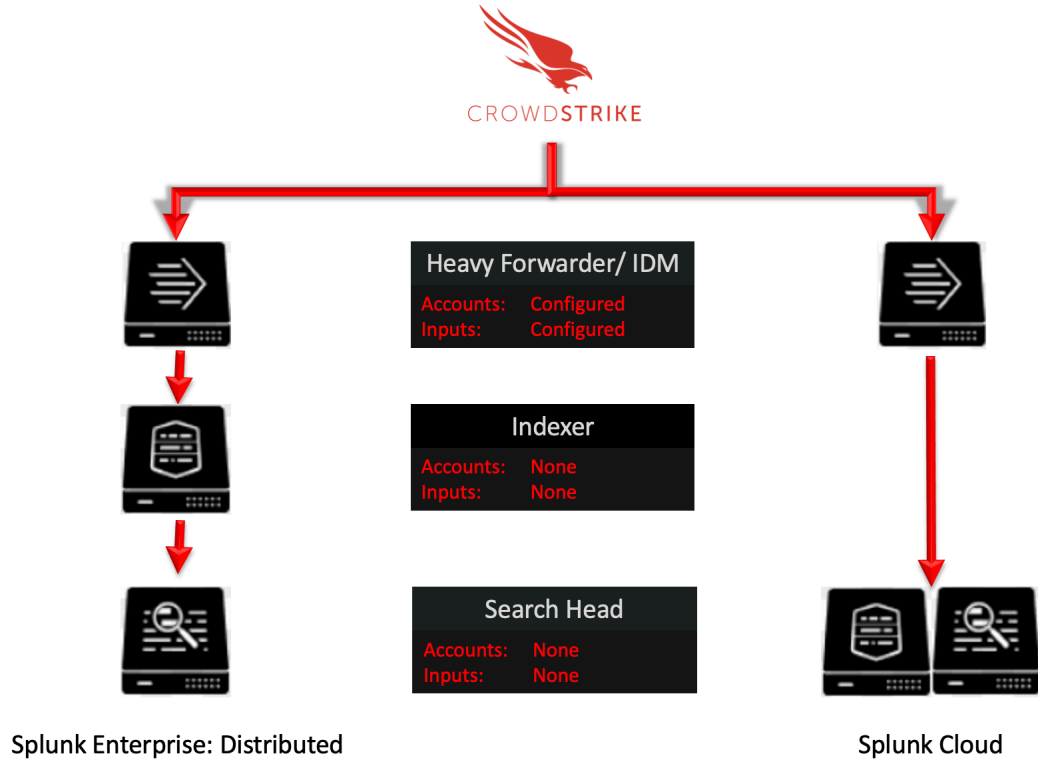 CROWDSTRIKE
Heavy Forwarder/ IDM
Accounts: Configured
Inputs: Configured
Indexer
Accounts: None
Inputs: None
Search Head
Accounts: None
Inputs: None
Splunk Enterprise: Distributed
Splunk Cloud